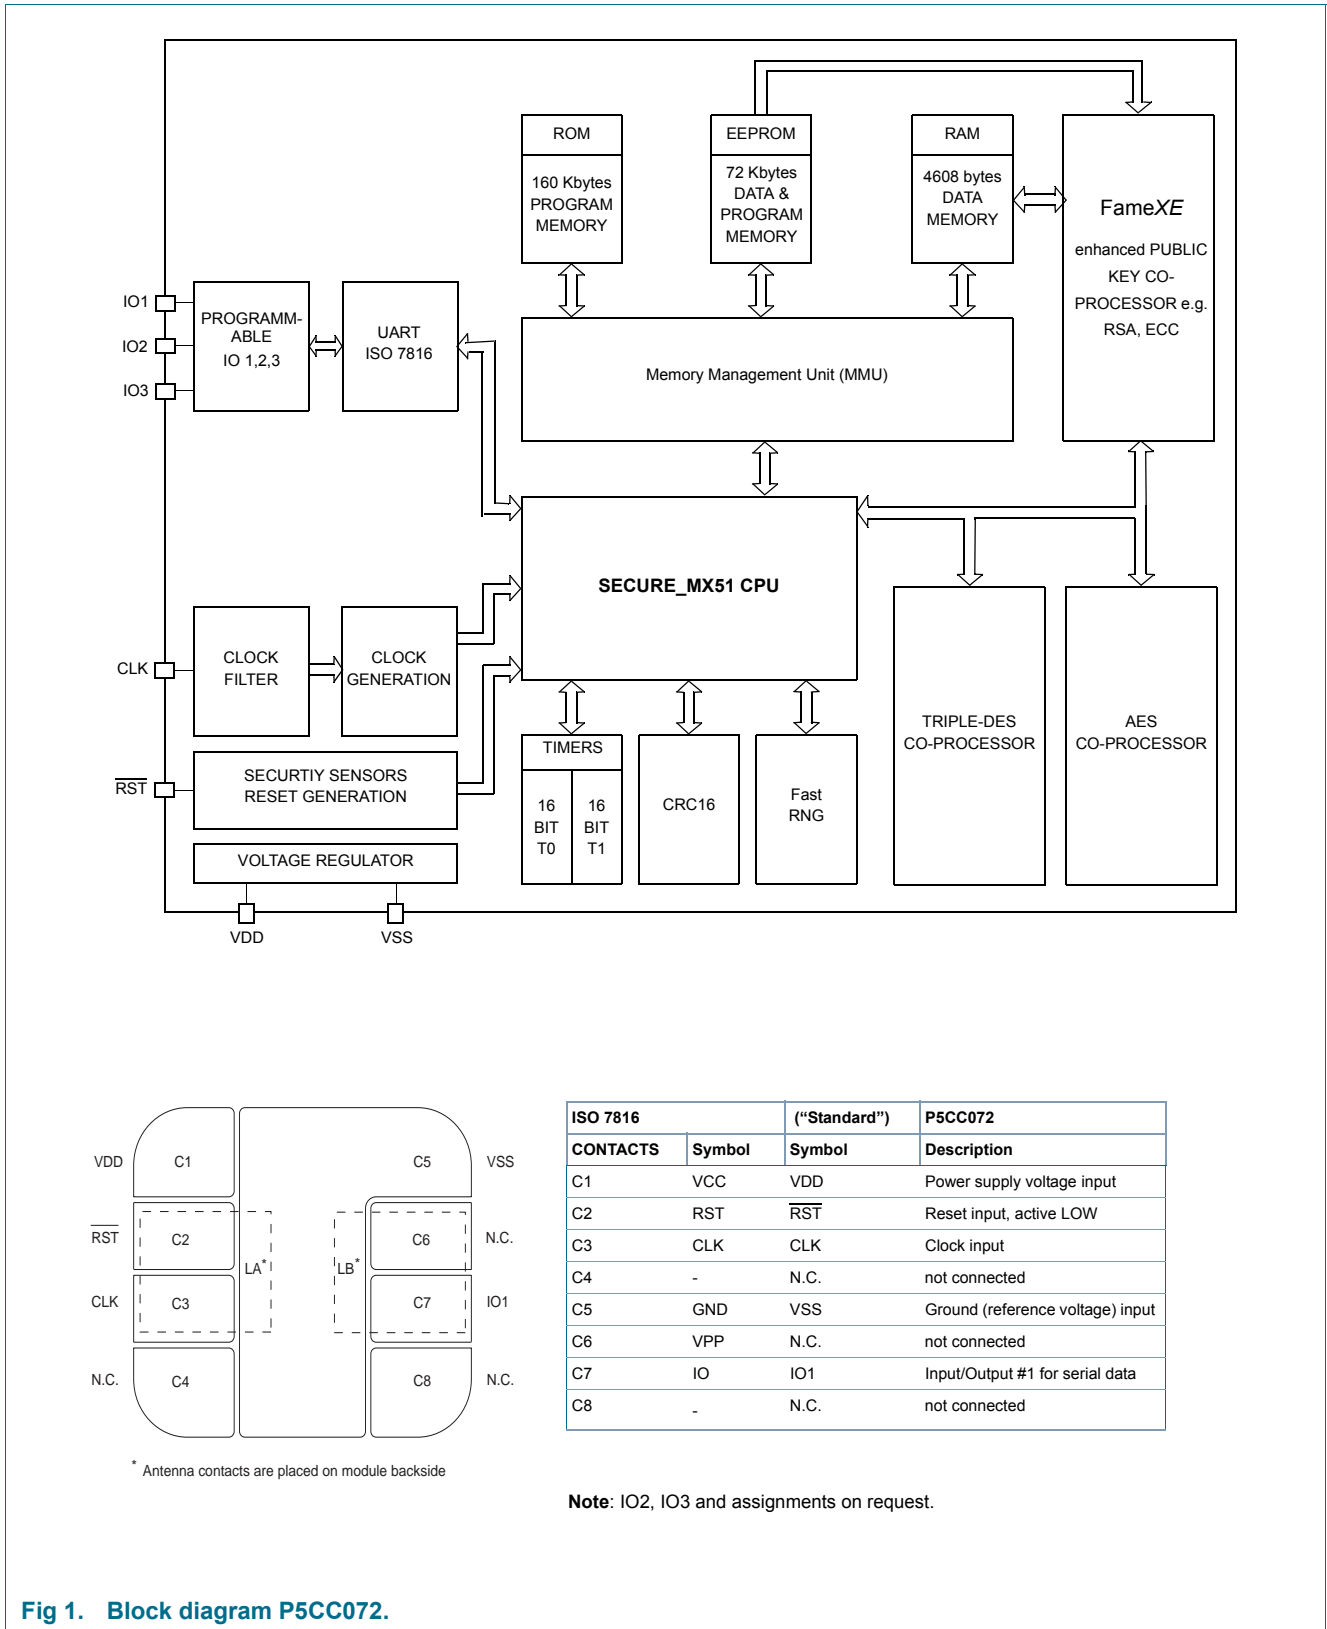 ROM
160 Kbytes
PROGRAM
MEMORY
EEPROM
72 Kbytes
DATA &
PROGRAM
MEMORY
RAM
4608 bytes
DATA
MEMORY
FameXE
enhanced PUBLIC
KEY CO-
PROCESSOR e.g.
RSA, ECC
IO1
IO2
IO3
PROGRAMM-
ABLE
IO 1,2,3
UART
ISO 7816
Memory Management Unit (MMU)
SECURE_MX51 CPU
CLK
CLOCK
FILTER
CLOCK
GENERATION
RST
SECURTIY SENSORS
RESET GENERATION
VOLTAGE REGULATOR
VDD
VSS
TIMERS
16
BIT
T0
16
BIT
T1
CRC16
Fast
RNG
TRIPLE-DES
CO-PROCESSOR
AES
CO-PROCESSOR
VDD C1 C5 VSS
RST C2 C6 N.C.
LA* LB*
CLK C3 C7 IO1
N.C. C4 C8 N.C.
* Antenna contacts are placed on module backside
ISO 7816 (“Standard”) P5CC072
CONTACTS Symbol Symbol Description
C1 VCC VDD Power supply voltage input
C2 RST RST Reset input, active LOW
C3 CLK CLK Clock input
C4 - N.C. not connected
C5 GND VSS Ground (reference voltage) input
C6 VPP N.C. not connected
C7 IO IO1 Input/Output #1 for serial data
C8 - N.C. not connected
Note: IO2, IO3 and assignments on request.
Fig 1. Block diagram P5CC072.